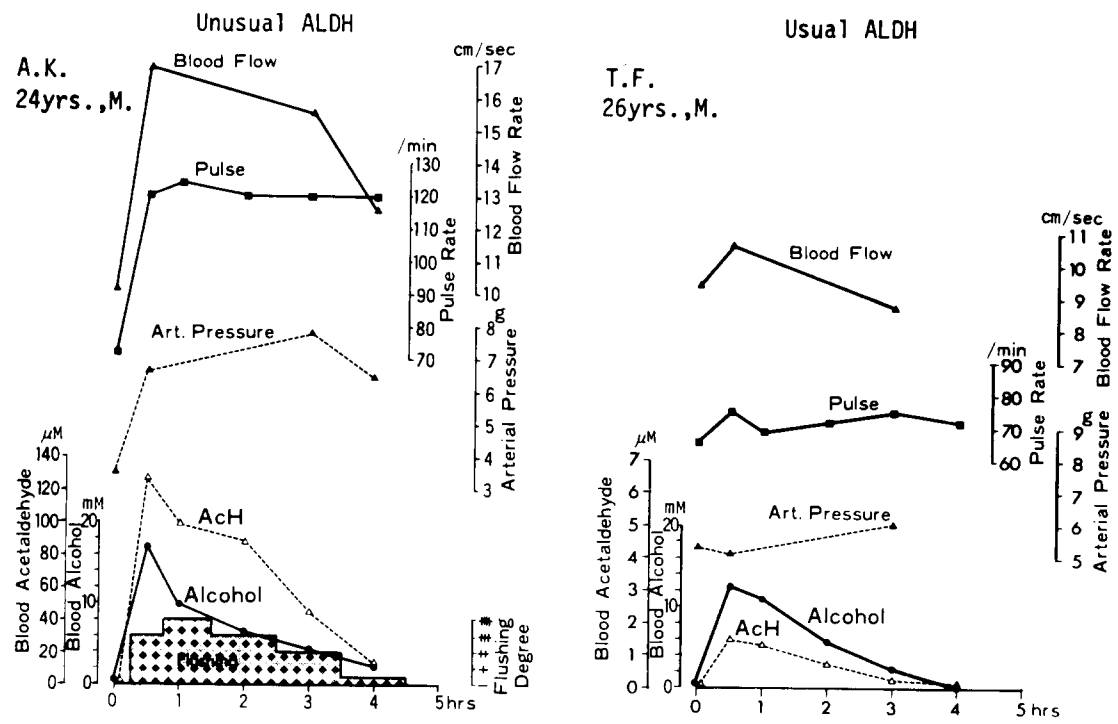 Unusual ALDH
A.K.
24yrs.,M.
Blood Flow
Pulse
Art. Pressure
AcH
Alcohol
cm/sec
17
16
15
14
13
12
11
10
Blood Flow Rate
/min
130
120
110
100
90
80
70
Pulse Rate
g
8
7
6
5
4
3
Arterial Pressure
μM
140
120
100
80
60
40
20
0
Blood Acetaldehyde
mM
20
10
0
Blood Alcohol
Flushing
Degree
0 1 2 3 4 5 hrs
Usual ALDH
T.F.
26yrs.,M.
Blood Flow
Pulse
Art. Pressure
Alcohol
AcH
cm/sec
11
10
9
8
7
Blood Flow Rate
/min
90
80
70
60
Pulse Rate
g
9
8
7
6
5
Arterial Pressure
μM
7
6
5
4
3
2
1
0
Blood Acetaldehyde
mM
20
10
0
Blood Alcohol
0 1 2 3 4 5 hrs